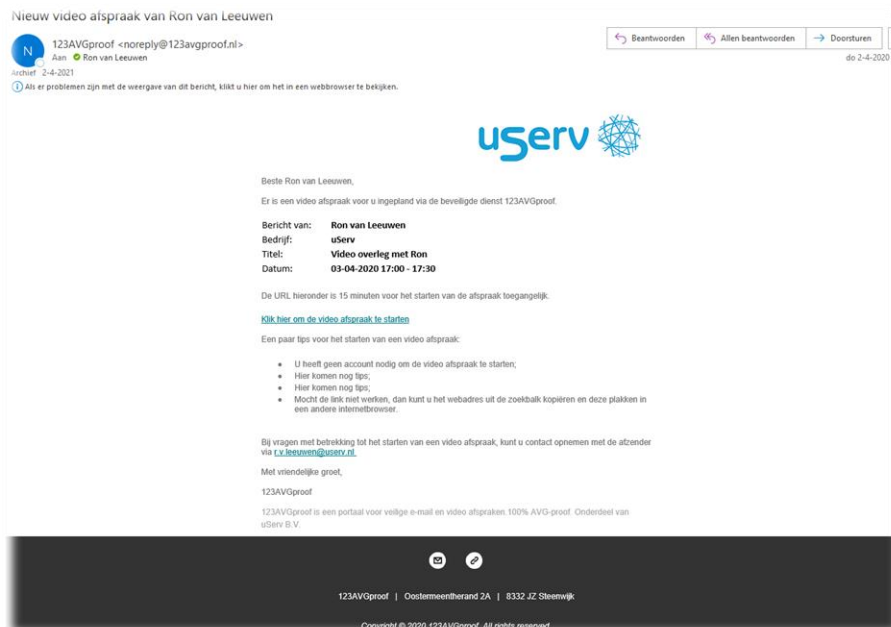 Nieuw video afspraak van Ron van Leeuwen
Beantwoorden
Allen beantwoorden
Doorsturen
N
123AVGproof <noreply@123avgproof.nl>
Aan Ron van Leeuwen
do 2-4-2020
Archief 2-4-2021
Als er problemen zijn met de weergave van dit bericht, klikt u hier om het in een webbrowser te bekijken.
userv
Beste Ron van Leeuwen,
Er is een video afspraak voor u ingepland via de beveiligde dienst 123AVGproof.
Bericht van: Ron van Leeuwen
Bedrijf: uServ
Titel: Video overleg met Ron
Datum: 03-04-2020 17:00 - 17:30
De URL hieronder is 15 minuten voor het starten van de afspraak toegangelijk.
Klik hier om de video afspraak te starten
Een paar tips voor het starten van een video afspraak:
U heeft geen account nodig om de video afspraak te starten;
Hier komen nog tips;
Hier komen nog tips;
Mocht de link niet werken, dan kunt u het webadres uit de zoekbalk kopiëren en deze plakken in
een andere internetbrowser.
Bij vragen met betrekking tot het starten van een video afspraak, kunt u contact opnemen met de afzender
via r.v.leeuwen@userv.nl
Met vriendelijke groet,
123AVGproof
123AVGproof is een portaal voor veilige e-mail en video afspraken.100% AVG-proof. Onderdeel van
uServ B.V.
123AVGproof | Oostermeentherand 2A | 8332 JZ Steenwijk
Copyright © 2020 123AVGproof, All rights reserved